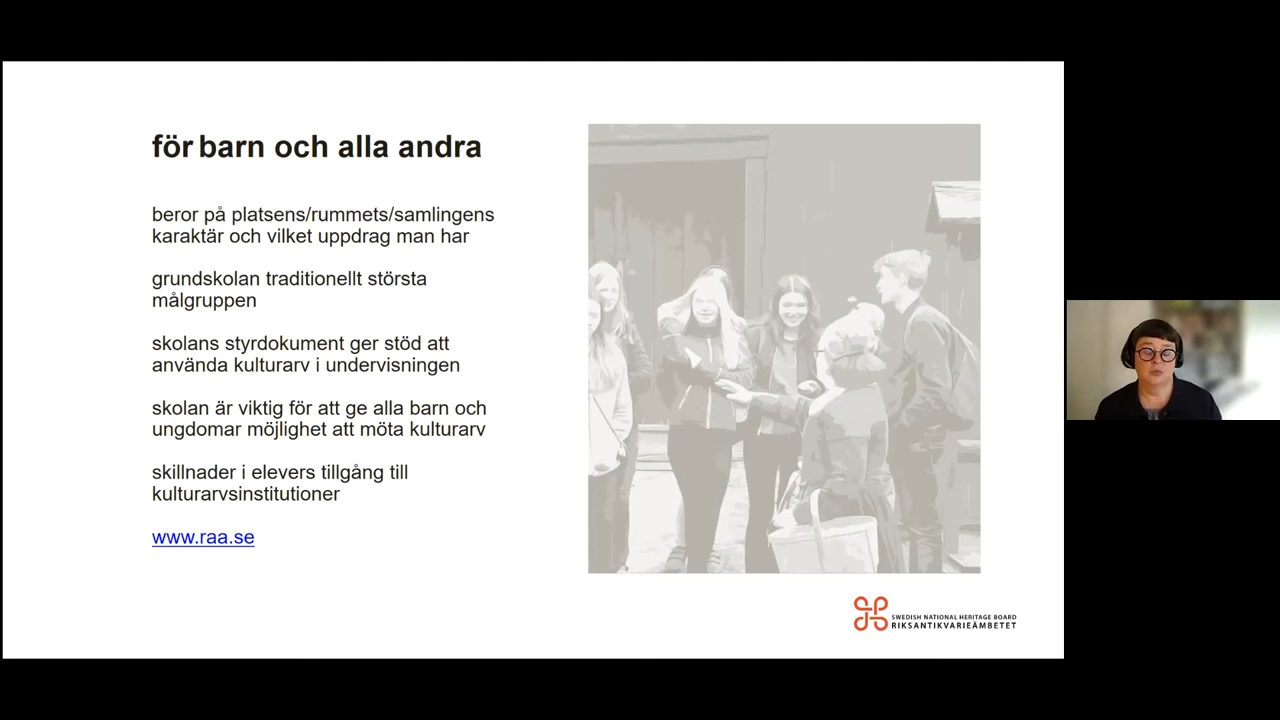 för barn och alla andra
beror på platsens/rummets/samlingens
karaktär och vilket uppdrag man har
grundskolan traditionellt största
målgruppen
skolans styrdokument ger stöd att
använda kulturarv i undervisningen
skolan är viktig för att ge alla barn och
ungdomar möjlighet att möta kulturarv
skillnader i elevers tillgång till
kulturarvsinstitutioner
www.raa.se
SWEDISH NATIONAL HERITAGE BOARD
RIKSANTIKVARIEÄMBETET